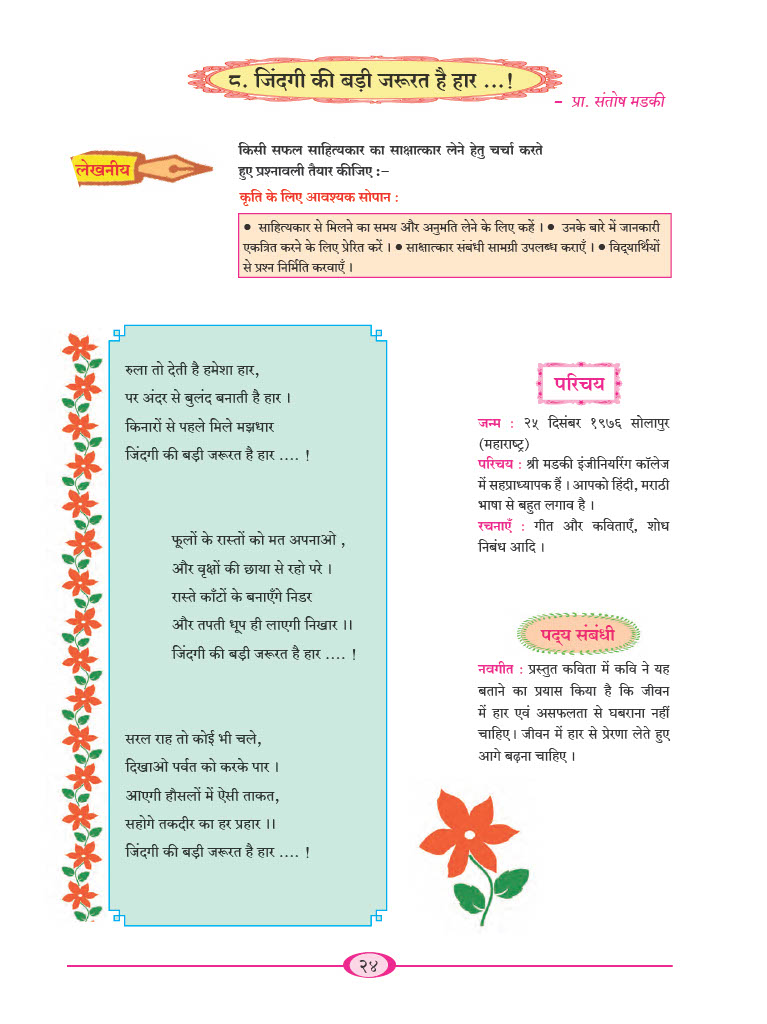 ८. जिंदगी की बड़ी जरूरत है हार ...!
– प्रा. संतोष मडकी
लेखनीय
किसी सफल साहित्यकार का साक्षात्कार लेने हेतु चर्चा करते
हुए प्रश्नावली तैयार कीजिए :–
कृति के लिए आवश्यक सोपान :
● साहित्यकार से मिलने का समय और अनुमति लेने के लिए कहें । ● उनके बारे में जानकारी
एकत्रित करने के लिए प्रेरित करें । ● साक्षात्कार संबंधी सामग्री उपलब्ध कराएँ । ● विद्यार्थियों
से प्रश्न निर्मिति करवाएँ ।
रुला तो देती है हमेशा हार,
पर अंदर से बुलंद बनाती है हार ।
किनारों से पहले मिले मझधार
जिंदगी की बड़ी जरूरत है हार .... !
फूलों के रास्तों को मत अपनाओ ,
और वृक्षों की छाया से रहो परे ।
रास्ते काँटों के बनाएँगे निडर
और तपती धूप ही लाएगी निखार ।।
जिंदगी की बड़ी जरूरत है हार .... !
सरल राह तो कोई भी चले,
दिखाओ पर्वत को करके पार ।
आएगी हौसलों में ऐसी ताकत,
सहोगे तकदीर का हर प्रहार ।।
जिंदगी की बड़ी जरूरत है हार .... !
परिचय
जन्म : २५ दिसंबर १९७६ सोलापुर
(महाराष्ट्र)
परिचय : श्री मडकी इंजीनियरिंग कॉलेज
में सहप्राध्यापक हैं । आपको हिंदी, मराठी
भाषा से बहुत लगाव है ।
रचनाएँ : गीत और कविताएँ, शोध
निबंध आदि ।
पद्य संबंधी
नवगीत : प्रस्तुत कविता में कवि ने यह
बताने का प्रयास किया है कि जीवन
में हार एवं असफलता से घबराना नहीं
चाहिए। जीवन में हार से प्रेरणा लेते हुए
आगे बढ़ना चाहिए ।
२४